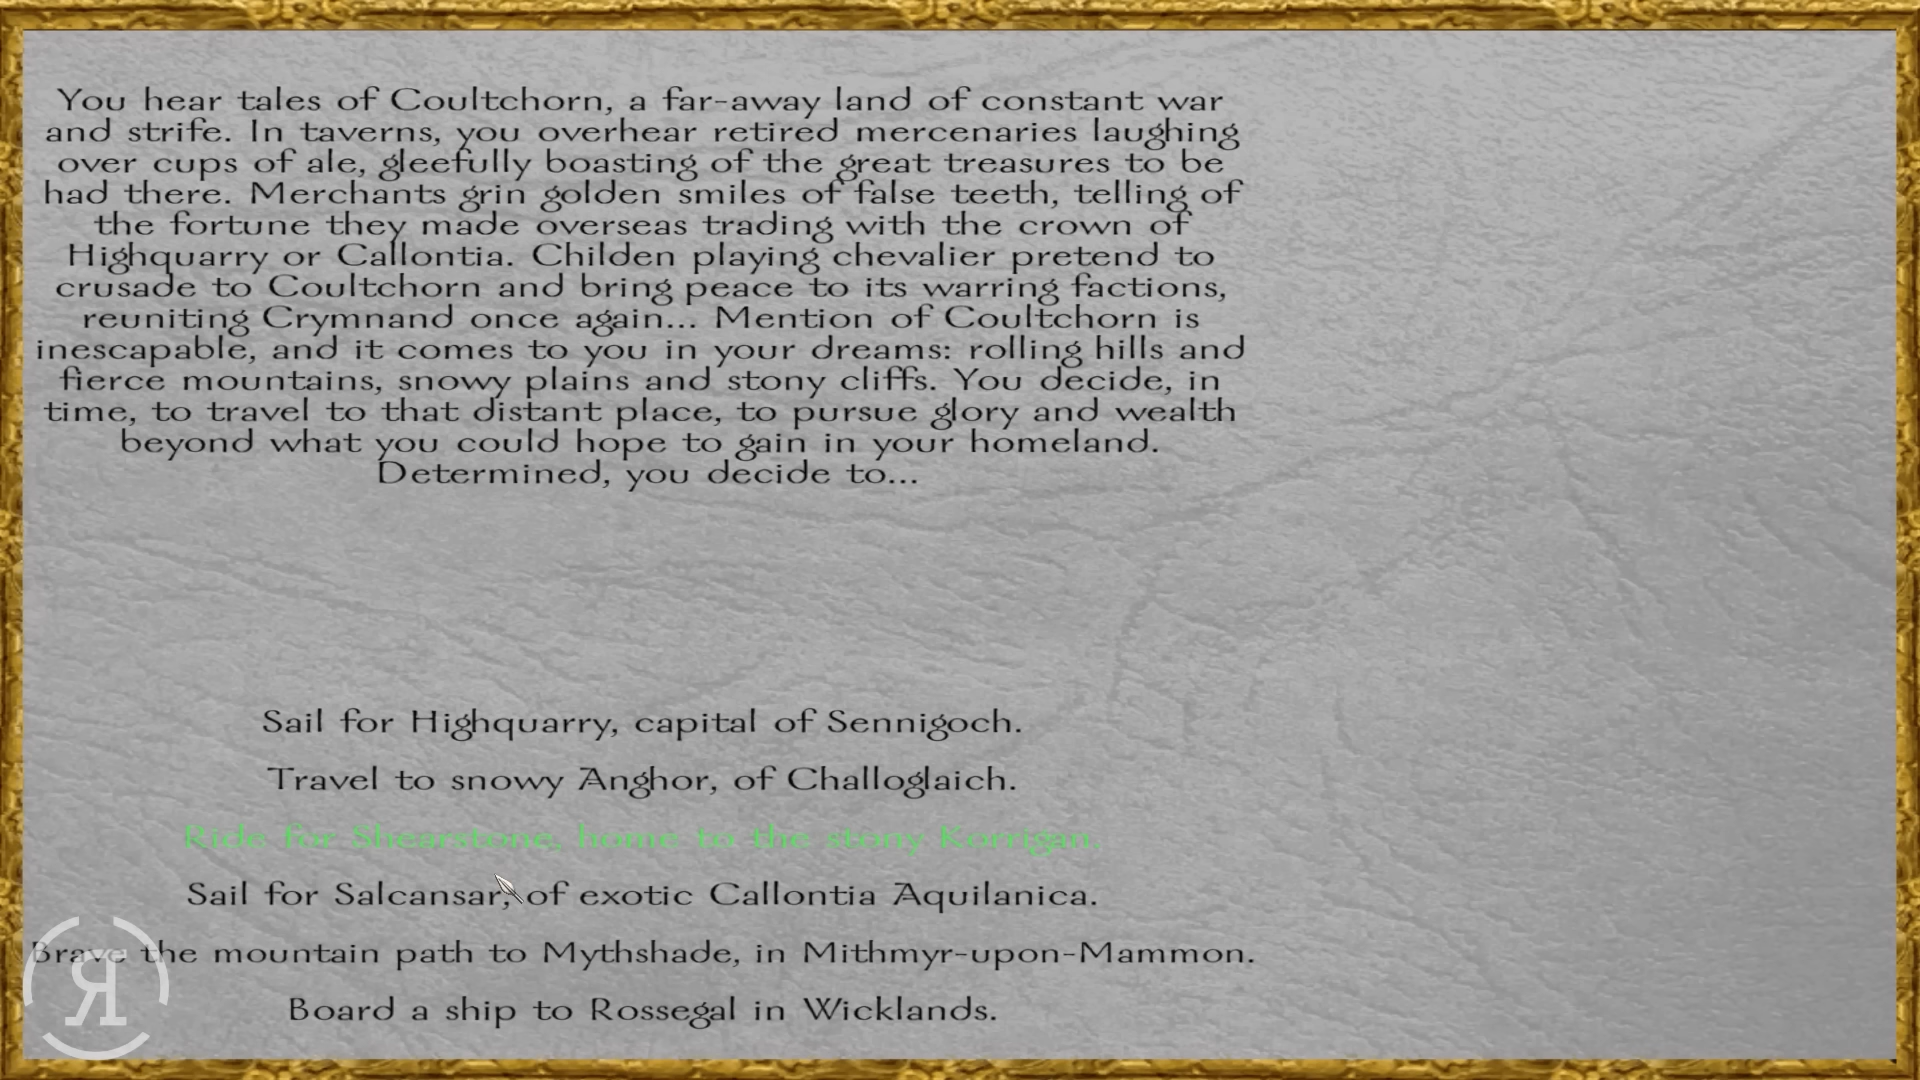 You hear tales of Coultchorn, a far-away land of constant war
and strife. In taverns, you overhear retired mercenaries laughing
over cups of ale, gleefully boasting of the great treasures to be
had there. Merchants grin golden smiles of false teeth, telling of
the fortune they made overseas trading with the crown of
Highquarry or Callontia. Childen playing chevalier pretend to
crusade to Coultchorn and bring peace to its warring factions,
reuniting Crymnand once again... Mention of Coultchorn is
inescapable, and it comes to you in your dreams: rolling hills and
fierce mountains, snowy plains and stony cliffs. You decide, in
time, to travel to that distant place, to pursue glory and wealth
beyond what you could hope to gain in your homeland.
Determined, you decide to...
Sail for Highquarry, capital of Sennigoch.
Travel to snowy Anghor, of Challoglaich.
Ride for Shearstone, home to the stony Korrigan.
Sail for Salcansar, of exotic Callontia Aquilanica.
Brave the mountain path to Mythshade, in Mithmyr-upon-Mammon.
Board a ship to Rossegal in Wicklands.